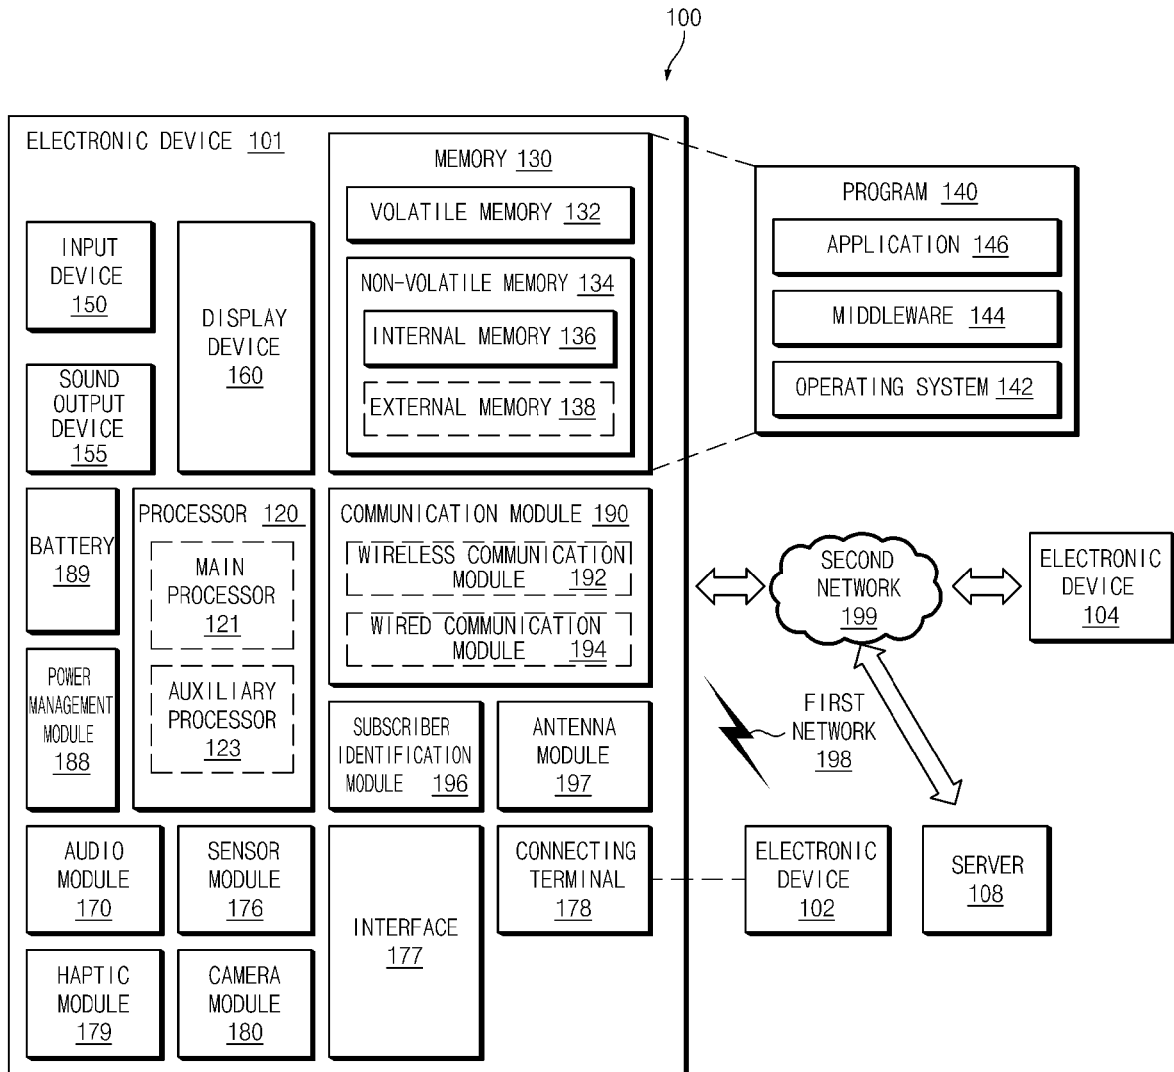 100
ELECTRONIC DEVICE 101
INPUT
DEVICE
150
SOUND
OUTPUT
DEVICE
155
DISPLAY
DEVICE
160
MEMORY 130
VOLATILE MEMORY 132
NON-VOLATILE MEMORY 134
INTERNAL MEMORY 136
EXTERNAL MEMORY 138
PROGRAM 140
APPLICATION 146
MIDDLEWARE 144
OPERATING SYSTEM 142
BATTERY
189
POWER
MANAGEMENT
MODULE
188
PROCESSOR 120
MAIN
PROCESSOR
121
AUXILIARY
PROCESSOR
123
COMMUNICATION MODULE 190
WIRELESS COMMUNICATION
MODULE 192
WIRED COMMUNICATION
MODULE 194
SUBSCRIBER
IDENTIFICATION
MODULE 196
ANTENNA
MODULE
197
SECOND
NETWORK
199
ELECTRONIC
DEVICE
104
FIRST
NETWORK
198
AUDIO
MODULE
170
SENSOR
MODULE
176
INTERFACE
177
CONNECTING
TERMINAL
178
ELECTRONIC
DEVICE
102
SERVER
108
HAPTIC
MODULE
179
CAMERA
MODULE
180